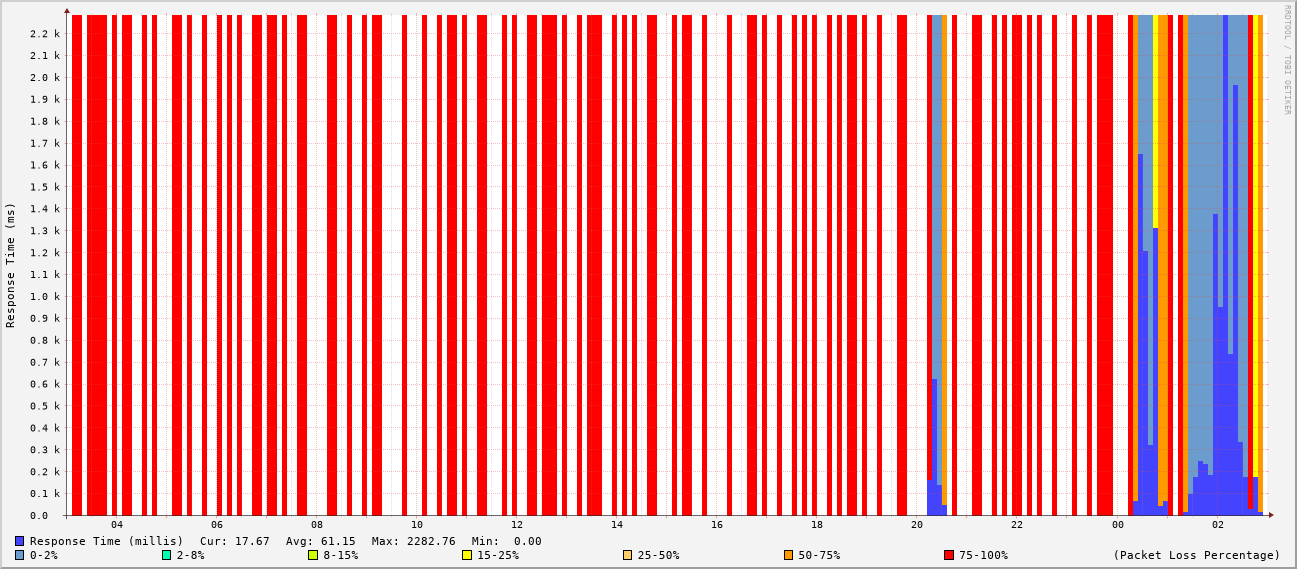 RRDTOOL / TOBI OETIKER
Response Time (ms)
2.2 k
2.1 k
2.0 k
1.9 k
1.8 k
1.7 k
1.6 k
1.5 k
1.4 k
1.3 k
1.2 k
1.1 k
1.0 k
0.9 k
0.8 k
0.7 k
0.6 k
0.5 k
0.4 k
0.3 k
0.2 k
0.1 k
0.0
04 06 08 10 12 14 16 18 20 22 00 02
Response Time (millis) Cur: 17.67 Avg: 61.15 Max: 2282.76 Min: 0.00
0-2% 2-8% 8-15% 15-25% 25-50% 50-75% 75-100% (Packet Loss Percentage)